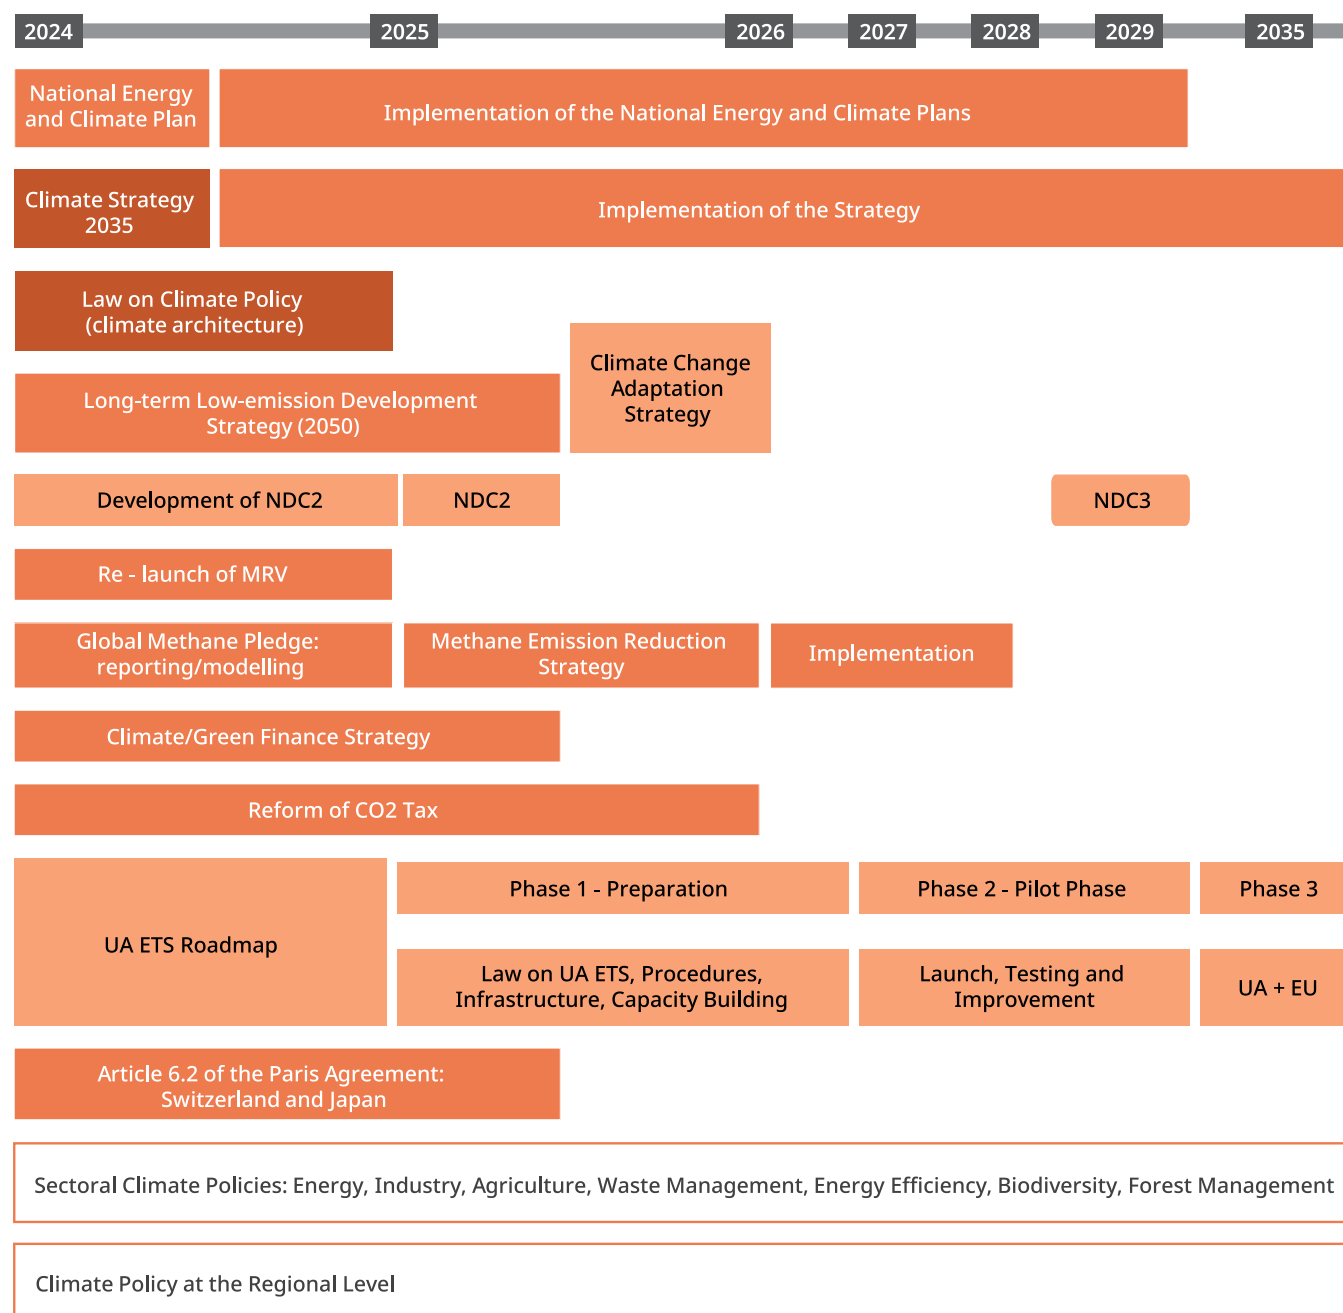 2024 2025 2026 2027 2028 2029 2035
National Energy
and Climate Plan
Implementation of the National Energy and Climate Plans
Climate Strategy
2035
Implementation of the Strategy
Law on Climate Policy
(climate architecture)
Climate Change
Adaptation
Strategy
Long-term Low-emission Development
Strategy (2050)
Development of NDC2
NDC2
NDC3
Re - launch of MRV
Global Methane Pledge:
reporting/modelling
Methane Emission Reduction
Strategy
Implementation
Climate/Green Finance Strategy
Reform of CO2 Tax
UA ETS Roadmap
Phase 1 - Preparation
Phase 2 - Pilot Phase
Phase 3
Law on UA ETS, Procedures,
Infrastructure, Capacity Building
Launch, Testing and
Improvement
UA + EU
Article 6.2 of the Paris Agreement:
Switzerland and Japan
Sectoral Climate Policies: Energy, Industry, Agriculture, Waste Management, Energy Efficiency, Biodiversity, Forest Management
Climate Policy at the Regional Level